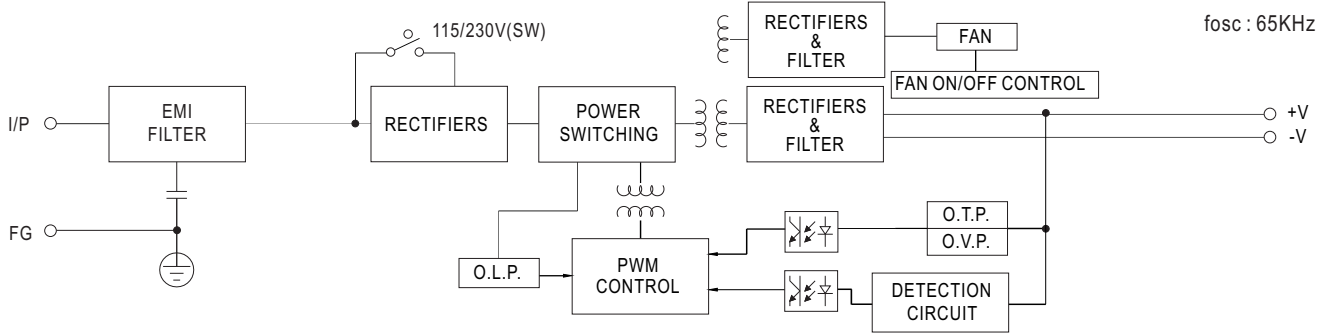 115/230V(SW)
RECTIFIERS
&
FILTER
FAN
fosc : 65KHz
FAN ON/OFF CONTROL
I/P
EMI
FILTER
RECTIFIERS
POWER
SWITCHING
RECTIFIERS
&
FILTER
+V
-V
FG
O.L.P.
PWM
CONTROL
O.T.P.
O.V.P.
DETECTION
CIRCUIT